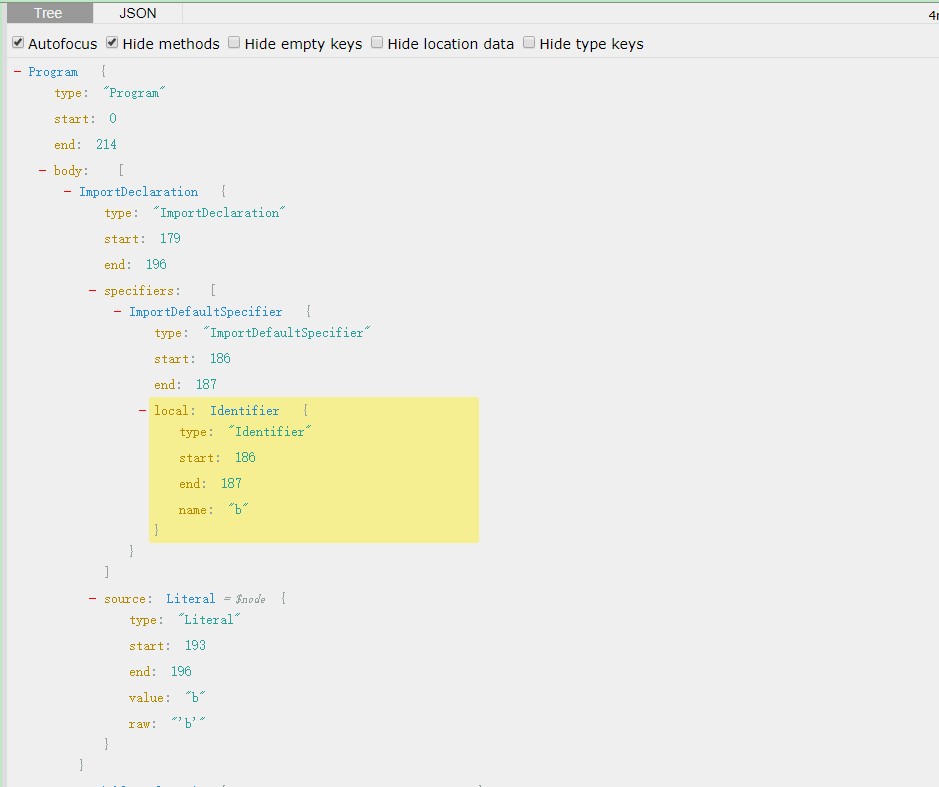 Tree JSON 4
Autofocus Hide methods Hide empty keys Hide location data Hide type keys
− Program {
type: "Program"
start: 0
end: 214
− body: [
− ImportDeclaration {
type: "ImportDeclaration"
start: 179
end: 196
− specifiers: [
− ImportDefaultSpecifier {
type: "ImportDefaultSpecifier"
start: 186
end: 187
− local: Identifier {
type: "Identifier"
start: 186
end: 187
name: "b"
}
}
]
− source: Literal = $node {
type: "Literal"
start: 193
end: 196
value: "b"
raw: "'b'"
}
}